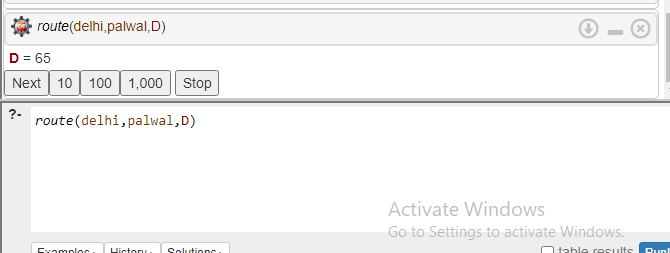 route(delhi,palwal,D)
D = 65
Next 10 100 1,000 Stop
?- route(delhi,palwal,D)
Activate Windows
Go to Settings to activate Windows.
Examples History Solutions table results Run!